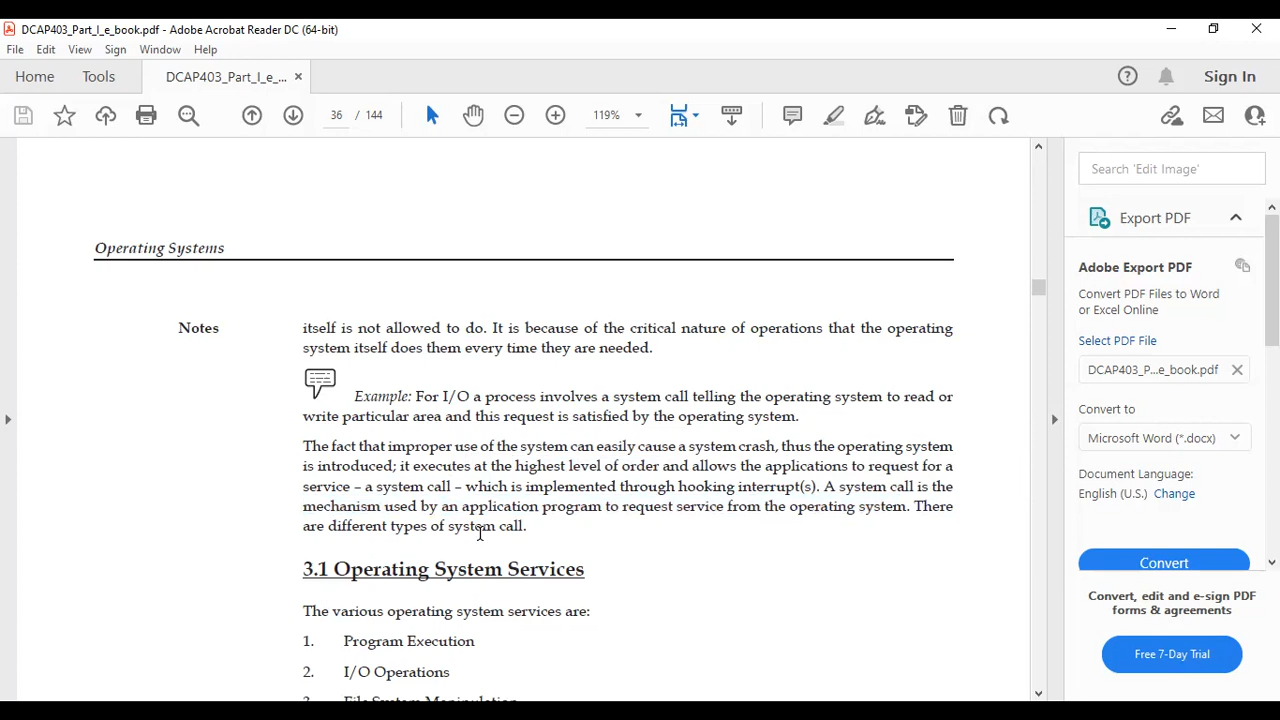 DCAP403_Part_I_e_book.pdf - Adobe Acrobat Reader DC (64-bit)
File Edit View Sign Window Help
Home Tools DCAP403_Part_I_e_... × Sign In
36 / 144 119%
Search 'Edit Image'
Export PDF
Adobe Export PDF
Convert PDF Files to Word
or Excel Online
Select PDF File
DCAP403_P...e_book.pdf
Convert to
Microsoft Word (*.docx)
Document Language:
English (U.S.) Change
Convert
Convert, edit and e-sign PDF
forms & agreements
Free 7-Day Trial
Operating Systems
Notes
itself is not allowed to do. It is because of the critical nature of operations that the operating
system itself does them every time they are needed.
Example: For I/O a process involves a system call telling the operating system to read or
write particular area and this request is satisfied by the operating system.
The fact that improper use of the system can easily cause a system crash, thus the operating system
is introduced; it executes at the highest level of order and allows the applications to request for a
service – a system call – which is implemented through hooking interrupt(s). A system call is the
mechanism used by an application program to request service from the operating system. There
are different types of system call.
3.1 Operating System Services
The various operating system services are:
1. Program Execution
2. I/O Operations
3. File System Manipulation